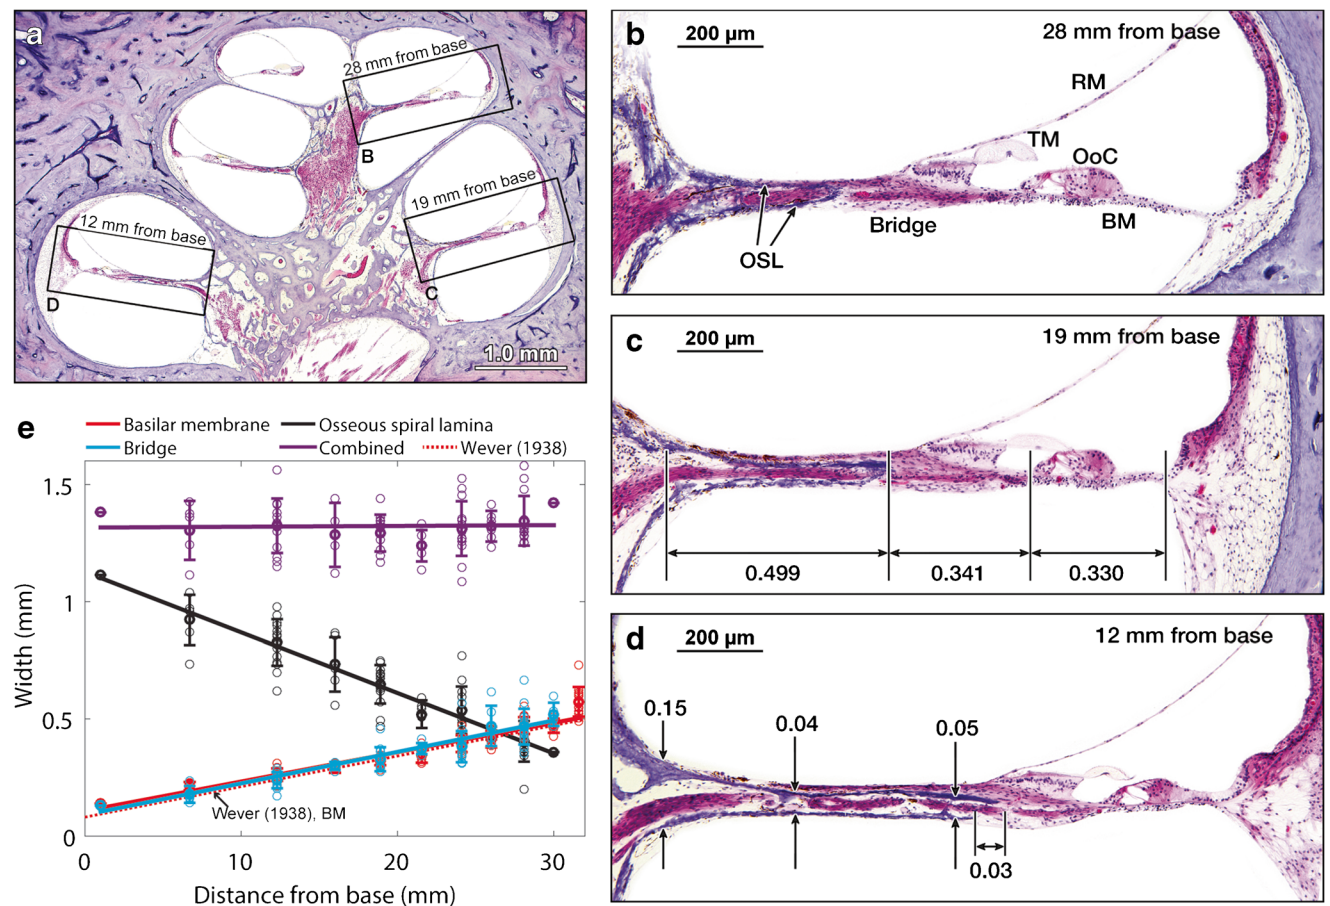 a
28 mm from base
B
19 mm from base
C
12 mm from base
D
1.0 mm
b
200 µm
28 mm from base
RM
TM
OoC
Bridge
BM
OSL
c
200 µm
19 mm from base
0.499
0.341
0.330
d
200 µm
12 mm from base
0.15
0.04
0.05
0.03
e
Basilar membrane
Osseous spiral lamina
Bridge
Combined
Wever (1938)
1.5
1
0.5
0
Width (mm)
Wever (1938), BM
0
10
20
30
Distance from base (mm)